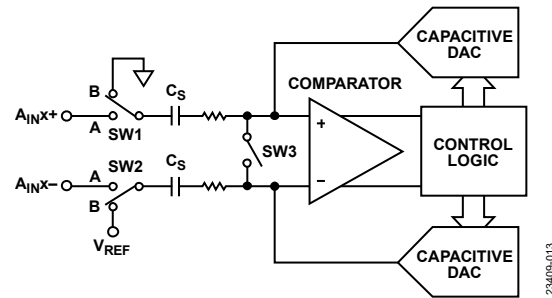 CAPACITIVE
DAC
COMPARATOR
B
CS
AINx+
A
SW1
+
SW3
CONTROL
LOGIC
SW2
CS
AINx–
A
B
–
VREF
CAPACITIVE
DAC
23409-013